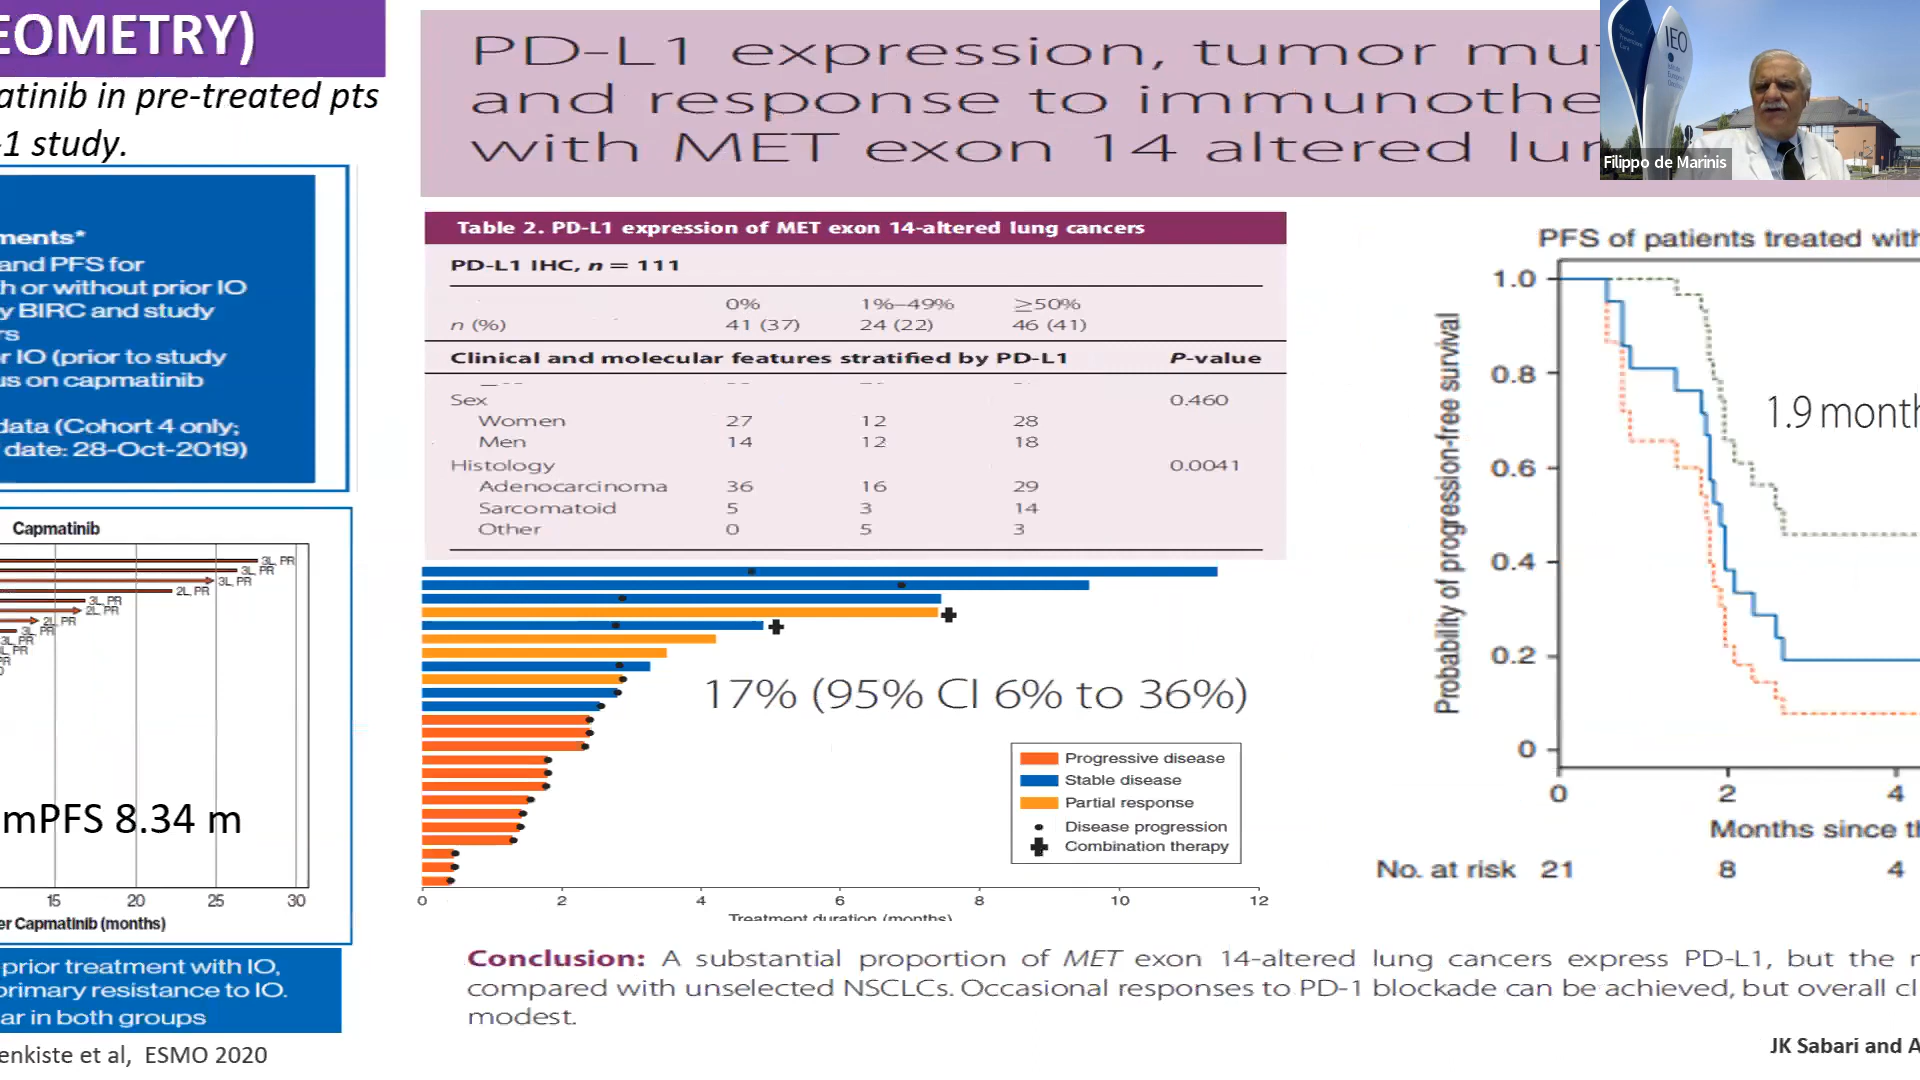 EOMETRY)
atinib in pre-treated pts
-1 study.
ments*
and PFS for
h or without prior IO
y BIRC and study
rs
r IO (prior to study
us on capmatinib
data (Cohort 4 only;
date: 28-Oct-2019)
Capmatinib
3L, PR
3L, PR
3L, PR
2L, PR
3L, PR
2L, PR
2L, PR
3L, PR
3L, PR
L, PR
PR
mPFS 8.34 m
15 20 25 30
er Capmatinib (months)
prior treatment with IO,
primary resistance to IO.
ar in both groups
enkiste et al, ESMO 2020
PD-L1 expression, tumor mu
and response to immunothe
with MET exon 14 altered lur
IEO
Filippo de Marinis
Table 2. PD-L1 expression of MET exon 14-altered lung cancers
PD-L1 IHC, n = 111
0% 1%–49% ≥50%
n (%) 41 (37) 24 (22) 46 (41)
Clinical and molecular features stratified by PD-L1 P-value
Sex 0.460
Women 27 12 28
Men 14 12 18
Histology 0.0041
Adenocarcinoma 36 16 29
Sarcomatoid 5 3 14
Other 0 5 3
17% (95% CI 6% to 36%)
Progressive disease
Stable disease
Partial response
Disease progression
Combination therapy
0 2 4 6 8 10 12
Treatment duration (months)
PFS of patients treated with
Probability of progression-free survival
1.0
0.8
0.6
0.4
0.2
0
1.9 month
0 2 4
Months since th
No. at risk 21 8 4
Conclusion: A substantial proportion of MET exon 14-altered lung cancers express PD-L1, but the
compared with unselected NSCLCs. Occasional responses to PD-1 blockade can be achieved, but overall cl
modest.
JK Sabari and A